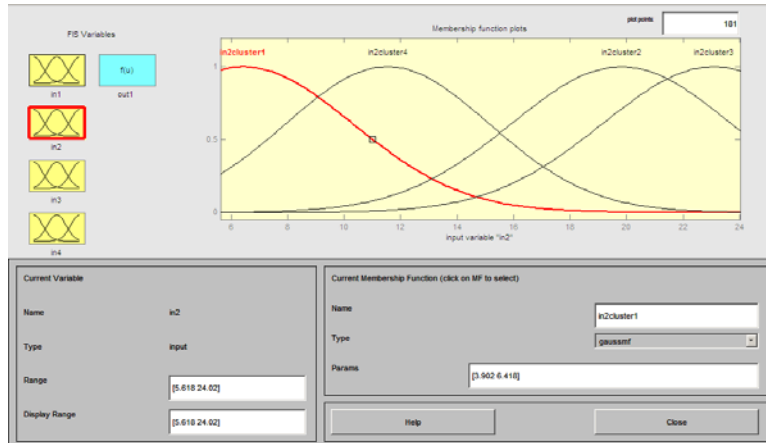 FIS Variables
Membership function plots
plot points
181
in2cluster1
in2cluster4
in2cluster2
in2cluster3
f(u)
in1
out1
in2
in3
in4
1
0.5
0
6
8
10
12
14
16
18
20
22
24
input variable "in2"
Current Variable
Name
in2
Type
input
Range
[5.618 24.02]
Display Range
[5.618 24.02]
Current Membership Function (click on MF to select)
Name
in2cluster1
Type
gaussmf
Params
[3.902 6.418]
Help
Close